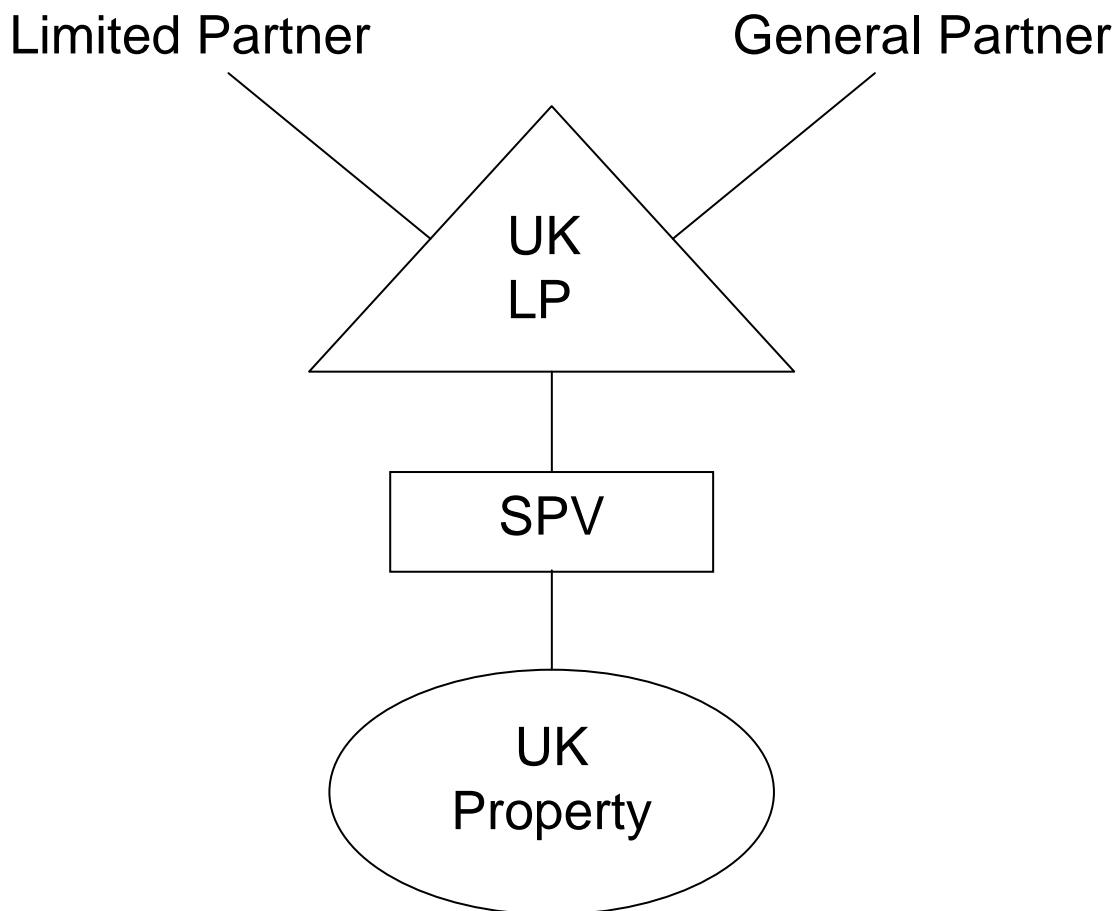 Limited Partner
General Partner
UK
LP
SPV
UK
Property